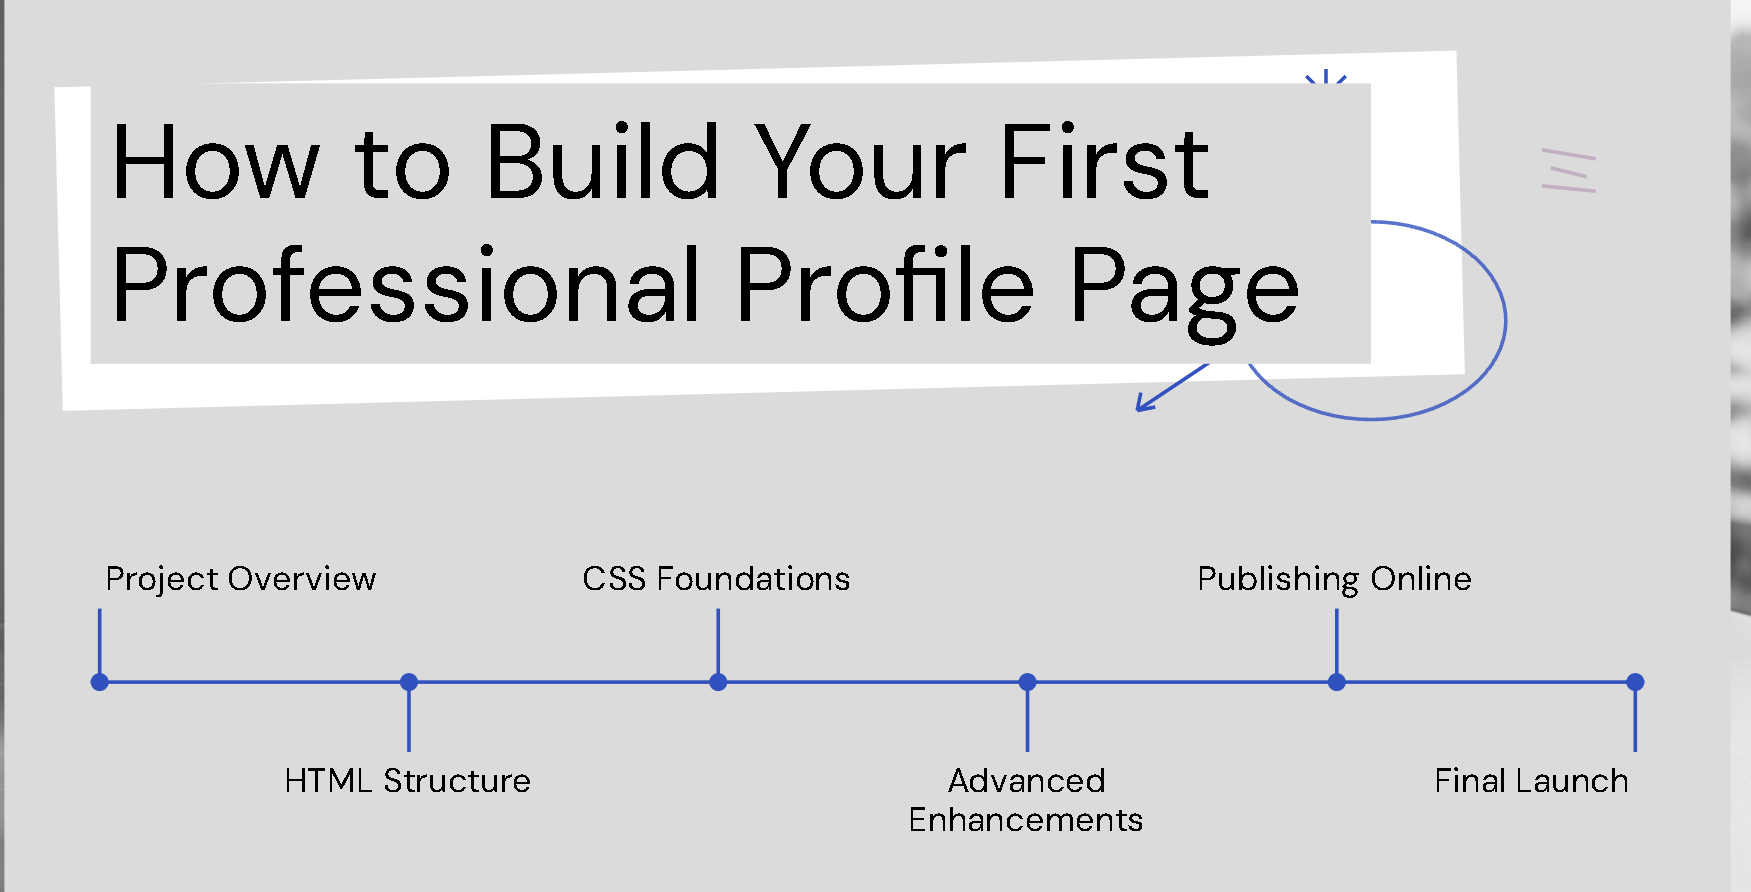 How to Build Your First
Professional Profile Page
Project Overview
HTML Structure
CSS Foundations
Advanced
Enhancements
Publishing Online
Final Launch